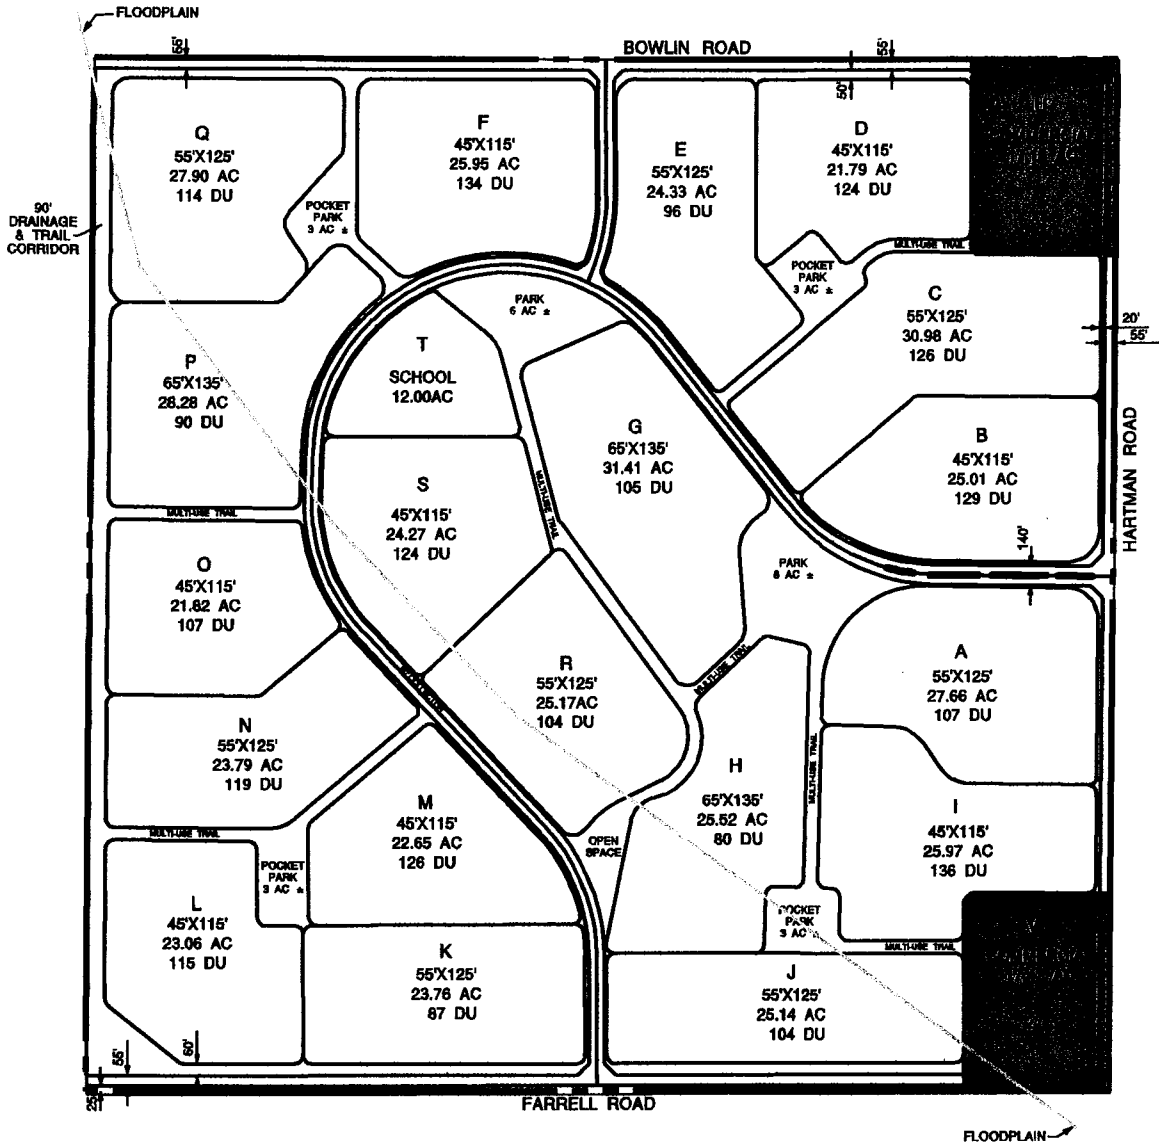 FLOODPLAIN
BOWLIN ROAD
55'
55'
50'
Q
55'X125'
27.90 AC
114 DU
F
45'X115'
25.95 AC
134 DU
E
55'X125'
24.33 AC
96 DU
D
45'X115'
21.79 AC
124 DU
90'
DRAINAGE
& TRAIL
CORRIDOR
POCKET
PARK
3 AC ±
MULTI-USE TRAIL
POCKET
PARK
3 AC ±
PARK
6 AC ±
C
55'X125'
30.98 AC
126 DU
20'
55'
P
65'X135'
28.28 AC
90 DU
T
SCHOOL
12.00AC
G
65'X135'
31.41 AC
105 DU
B
45'X115'
25.01 AC
129 DU
HARTMAN ROAD
S
45'X115'
24.27 AC
124 DU
MULTI-USE TRAIL
MULTI-USE TRAIL
140'
PARK
8 AC ±
O
45'X115'
21.82 AC
107 DU
R
55'X125'
25.17AC
104 DU
MULTI-USE TRAIL
A
55'X125'
27.66 AC
107 DU
N
55'X125'
23.79 AC
119 DU
MULTI-USE TRAIL
H
65'X135'
25.52 AC
80 DU
M
45'X115'
22.65 AC
126 DU
I
45'X115'
25.97 AC
136 DU
MULTI-USE TRAIL
OPEN
SPACE
POCKET
PARK
3 AC ±
L
45'X115'
23.06 AC
115 DU
POCKET
PARK
3 AC
MULTI-USE TRAIL
K
55'X125'
23.76 AC
87 DU
J
55'X125'
25.14 AC
104 DU
55'
60'
25'
FARRELL ROAD
FLOODPLAIN